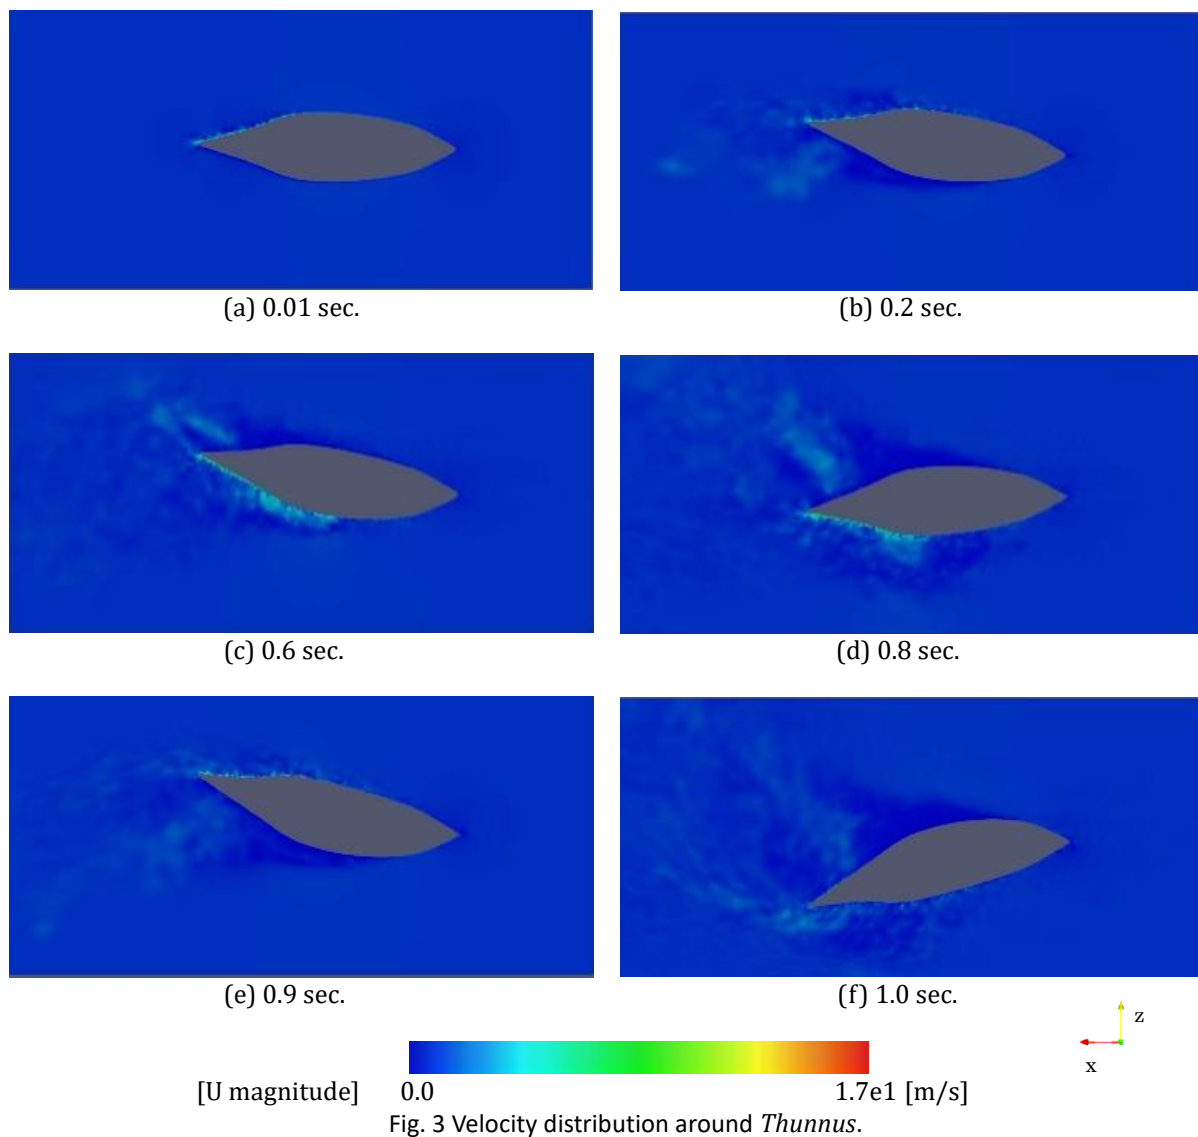 (a) 0.01 sec.
(b) 0.2 sec.
(c) 0.6 sec.
(d) 0.8 sec.
(e) 0.9 sec.
(f) 1.0 sec.
z
x
[U magnitude] 0.0 1.7e1 [m/s]
Fig. 3 Velocity distribution around Thunnus.